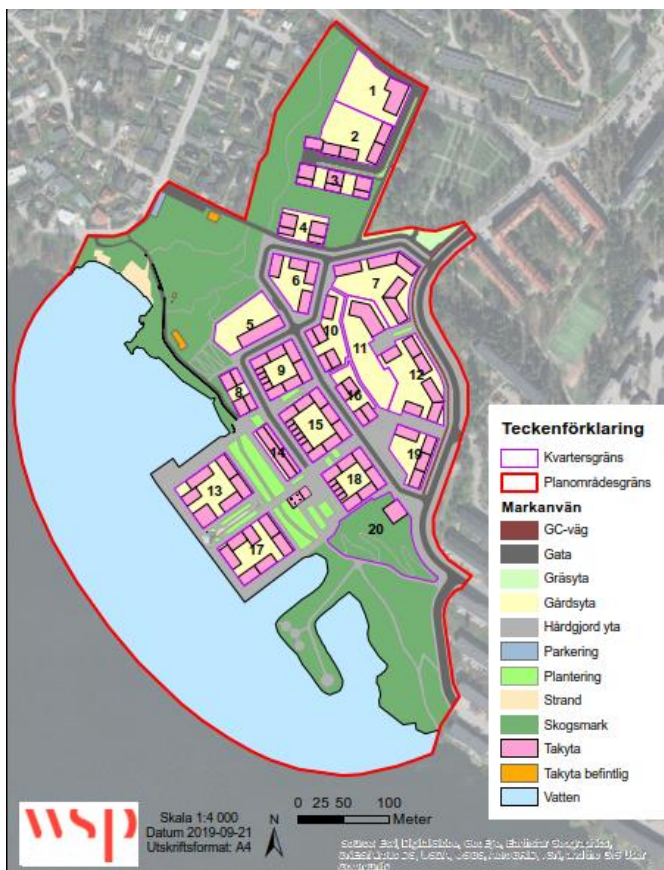 1
2
3
4
5
6
7
8
9
10
11
12
13
14
15
16
17
18
19
20
Teckenförklaring
Kvartersgräns
Planområdesgräns
Markanvän
GC-väg
Gata
Gräsyta
Gårdsyta
Hårdgjord yta
Parkering
Plantering
Strand
Skogsmark
Takyta
Takyta befintlig
Vatten
wsp
Skala 1:4 000
Datum 2019-09-21
Utskriftsformat: A4
N
0 25 50 100
Meter